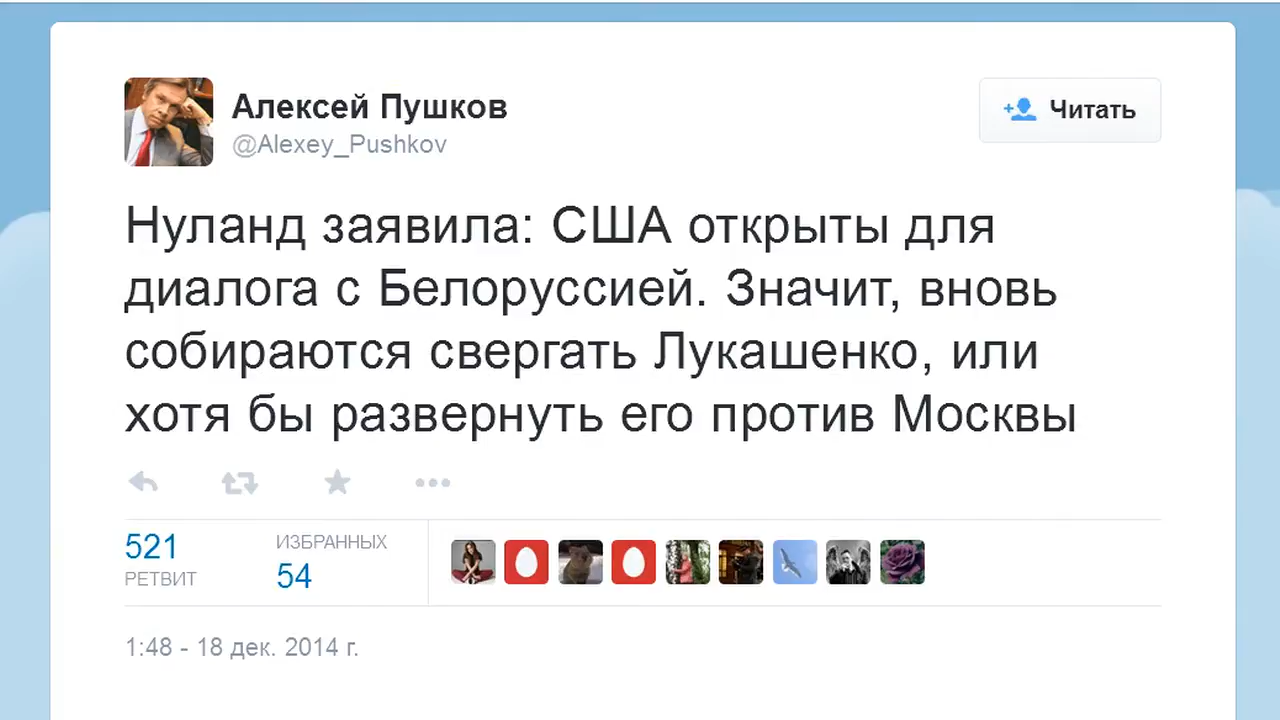 Алексей Пушков
@Alexey_Pushkov
Читать
Нуланд заявила: США открыты для
диалога с Белоруссией. Значит, вновь
собираются свергать Лукашенко, или
хотя бы развернуть его против Москвы
521
РЕТВИТ
ИЗБРАННЫХ
54
1:48 - 18 дек. 2014 г.